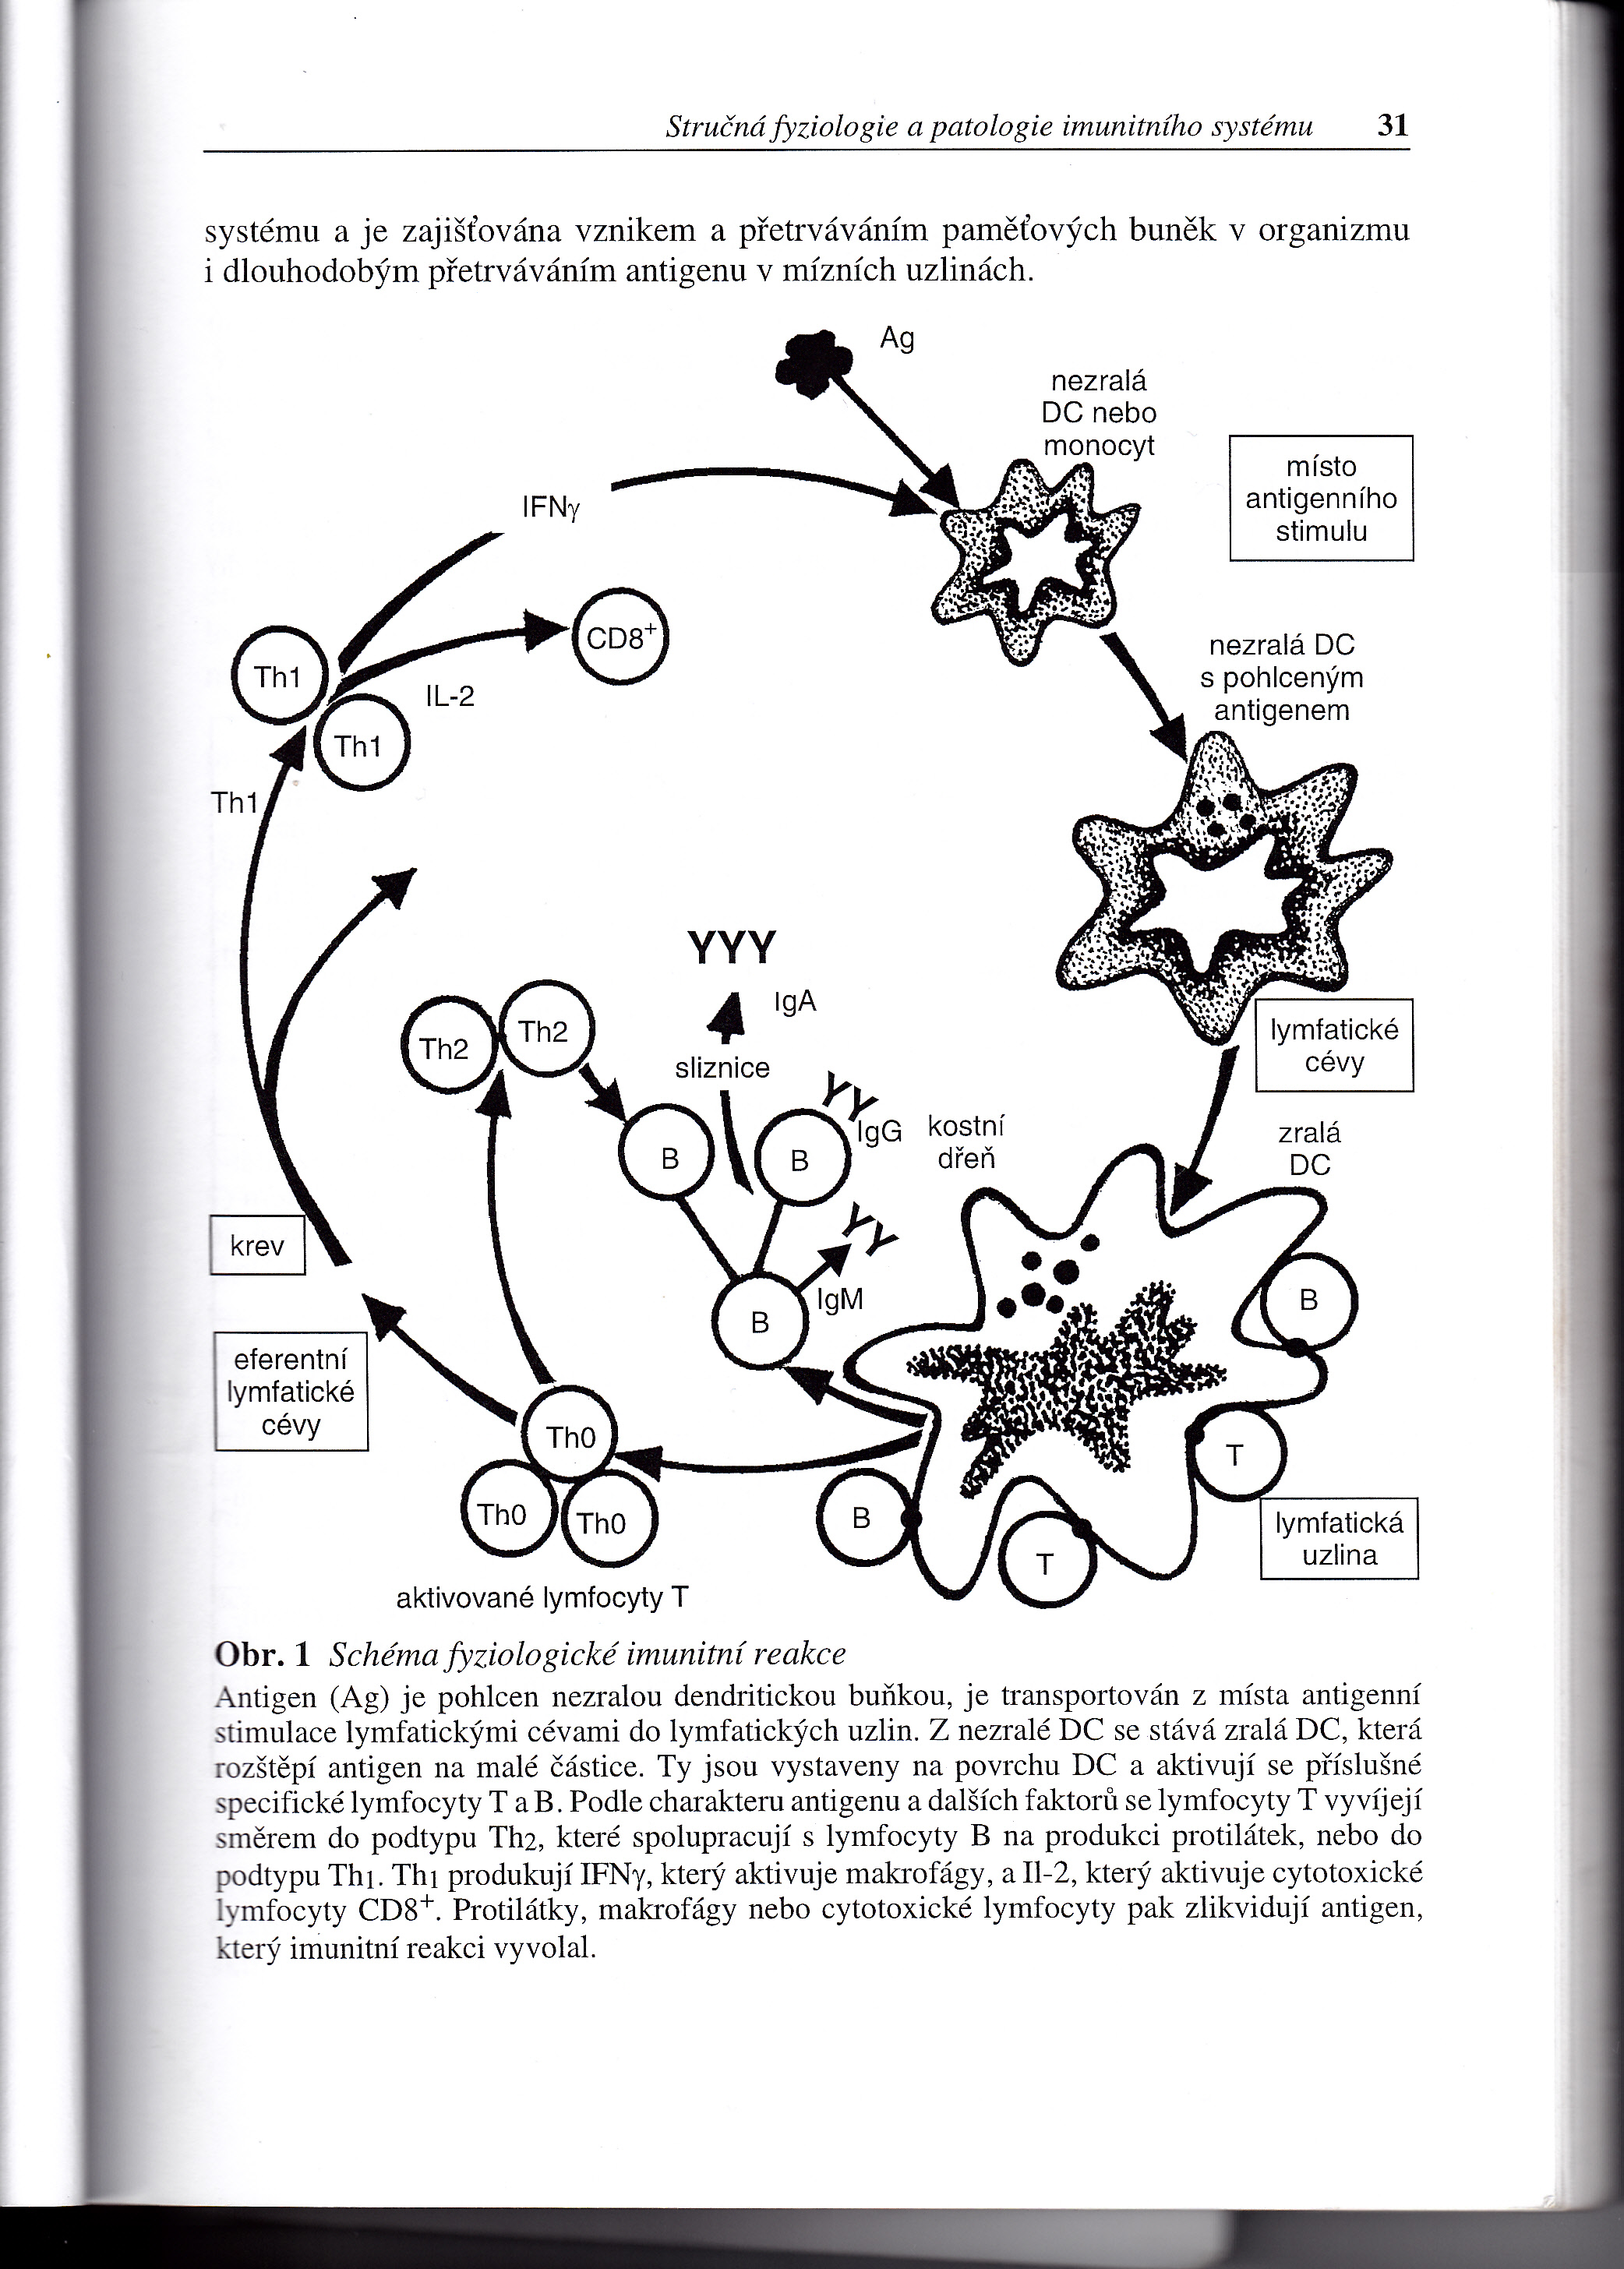 Stručná fyziologie a patologie imunitního systému 31
systému a je zajišťována vznikem a přetrváváním paměťových buněk v organizmu
i dlouhodobým přetrváváním antigenu v mízních uzlinách.
Ag
nezralá
DC nebo
monocyt
místo
antigenního
stimulu
IFNγ
CD8⁺
Th1
IL-2
Th1
Th1
nezralá DC
s pohlceným
antigenem
YYY
IgA
sliznice
Th2
Th2
lymfatické
cévy
B
B
YY
IgG
kostní
dřeň
zralá
DC
YY
IgM
B
krev
B
eferentní
lymfatické
cévy
Th0
Th0
Th0
B
T
T
lymfatická
uzlina
aktivované lymfocyty T
Obr. 1 Schéma fyziologické imunitní reakce
Antigen (Ag) je pohlcen nezralou dendritickou buňkou, je transportován z místa antigenní
stimulace lymfatickými cévami do lymfatických uzlin. Z nezralé DC se stává zralá DC, která
rozštěpí antigen na malé částice. Ty jsou vystaveny na povrchu DC a aktivují se příslušné
specifické lymfocyty T a B. Podle charakteru antigenu a dalších faktorů se lymfocyty T vyvíjejí
směrem do podtypu Th2, které spolupracují s lymfocyty B na produkci protilátek, nebo do
podtypu Th1. Th1 produkují IFNγ, který aktivuje makrofágy, a Il-2, který aktivuje cytotoxické
lymfocyty CD8⁺. Protilátky, makrofágy nebo cytotoxické lymfocyty pak zlikvidují antigen,
který imunitní reakci vyvolal.